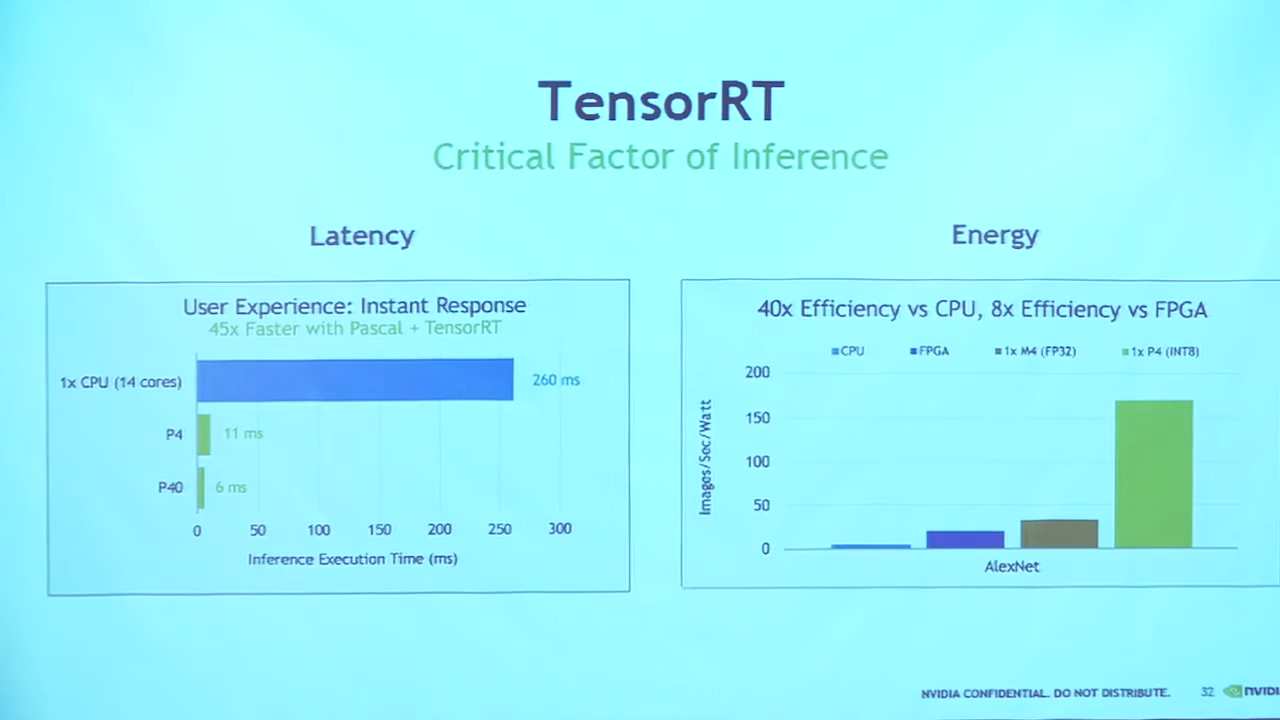 TensorRT
Critical Factor of Inference
Latency
User Experience: Instant Response
45x Faster with Pascal + TensorRT
1x CPU (14 cores)
260 ms
P4
11 ms
P40
6 ms
0 50 100 150 200 250 300
Inference Execution Time (ms)
Energy
40x Efficiency vs CPU, 8x Efficiency vs FPGA
CPU FPGA 1x M4 (FP32) 1x P4 (INT8)
Images/Sec/Watt
200
150
100
50
0
AlexNet
NVIDIA CONFIDENTIAL. DO NOT DISTRIBUTE. 32 NVIDI